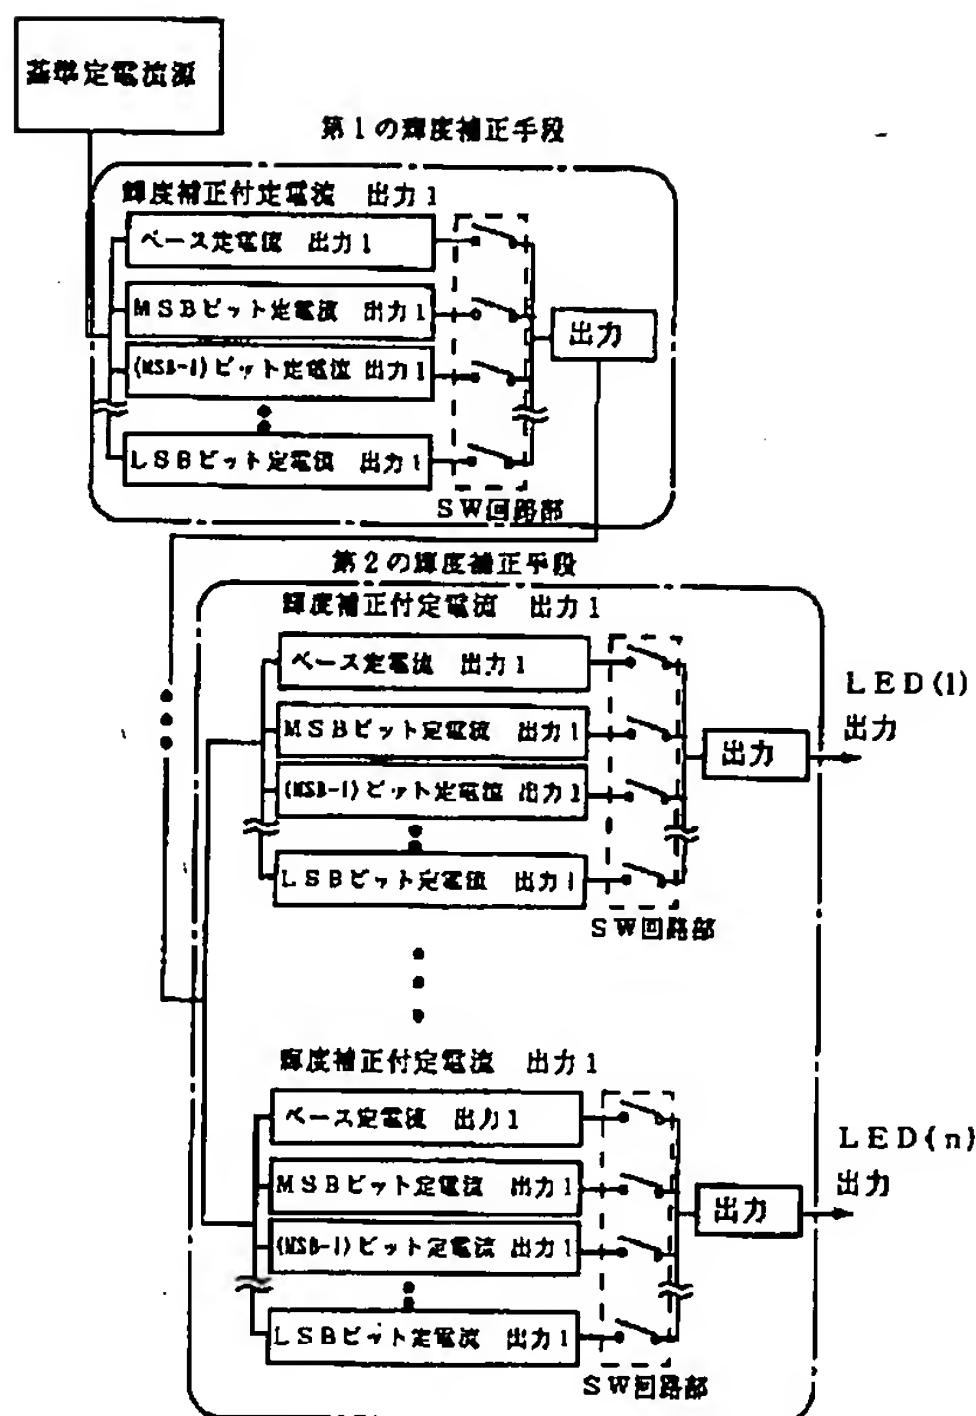 基準定電流源
第1の輝度補正手段
輝度補正付定電流 出力1
ベース定電流 出力1
MSBビット定電流 出力1
(MSB-1)ビット定電流 出力1
LSBビット定電流 出力1
出力
SW回路部
第2の輝度補正手段
輝度補正付定電流 出力1
ベース定電流 出力1
MSBビット定電流 出力1
(MSB-1)ビット定電流 出力1
LSBビット定電流 出力1
出力
LED(1)
出力
SW回路部
輝度補正付定電流 出力1
ベース定電流 出力1
MSBビット定電流 出力1
(MSB-1)ビット定電流 出力1
LSBビット定電流 出力1
出力
LED(n)
出力
SW回路部